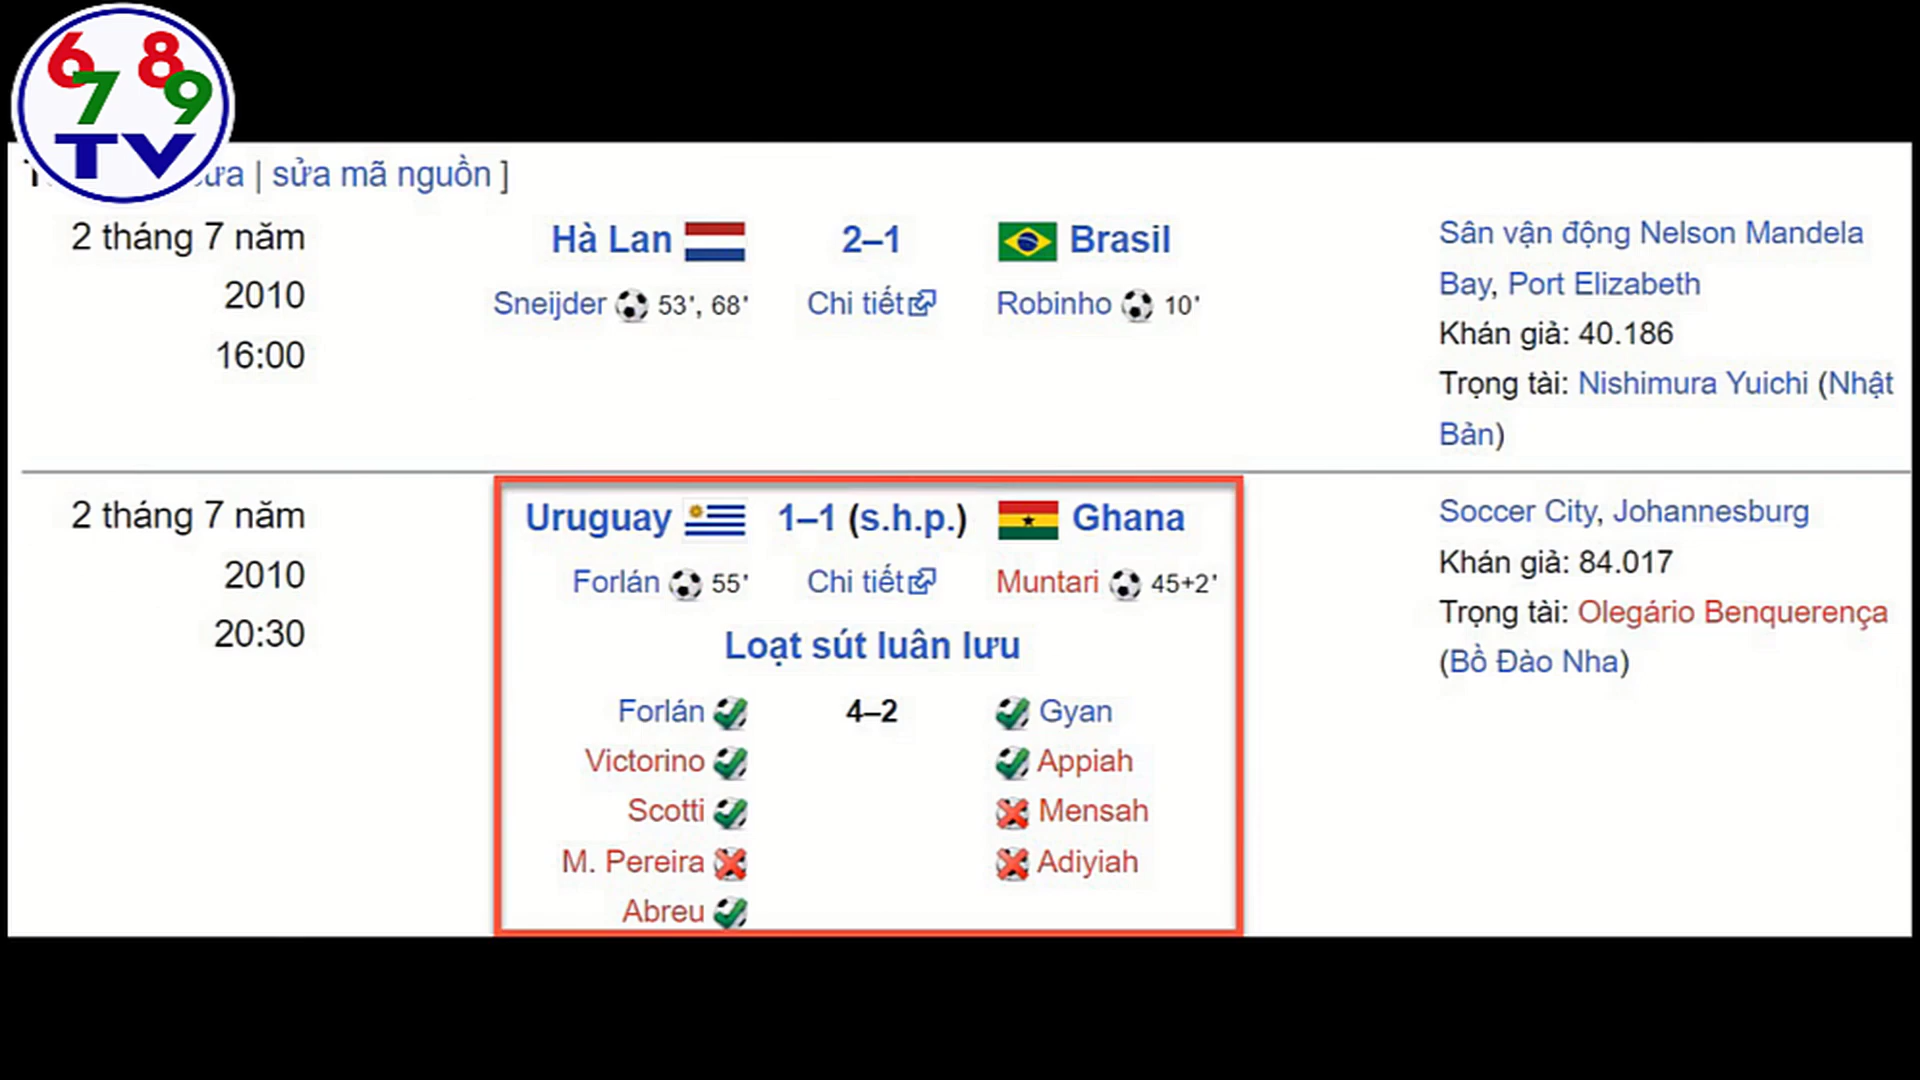 6789
TV
sửa mã nguồn ]
2 tháng 7 năm
2010
16:00
Hà Lan 2–1 Brasil
Sneijder 53', 68' Chi tiết Robinho 10'
Sân vận động Nelson Mandela
Bay, Port Elizabeth
Khán giả: 40.186
Trọng tài: Nishimura Yuichi (Nhật
Bản)
2 tháng 7 năm
2010
20:30
Uruguay 1–1 (s.h.p.) Ghana
Forlán 55' Chi tiết Muntari 45+2'
Loạt sút luân lưu
Forlán 4–2 Gyan
Victorino Appiah
Scotti Mensah
M. Pereira Adiyiah
Abreu
Soccer City, Johannesburg
Khán giả: 84.017
Trọng tài: Olegário Benquerença
(Bồ Đào Nha)